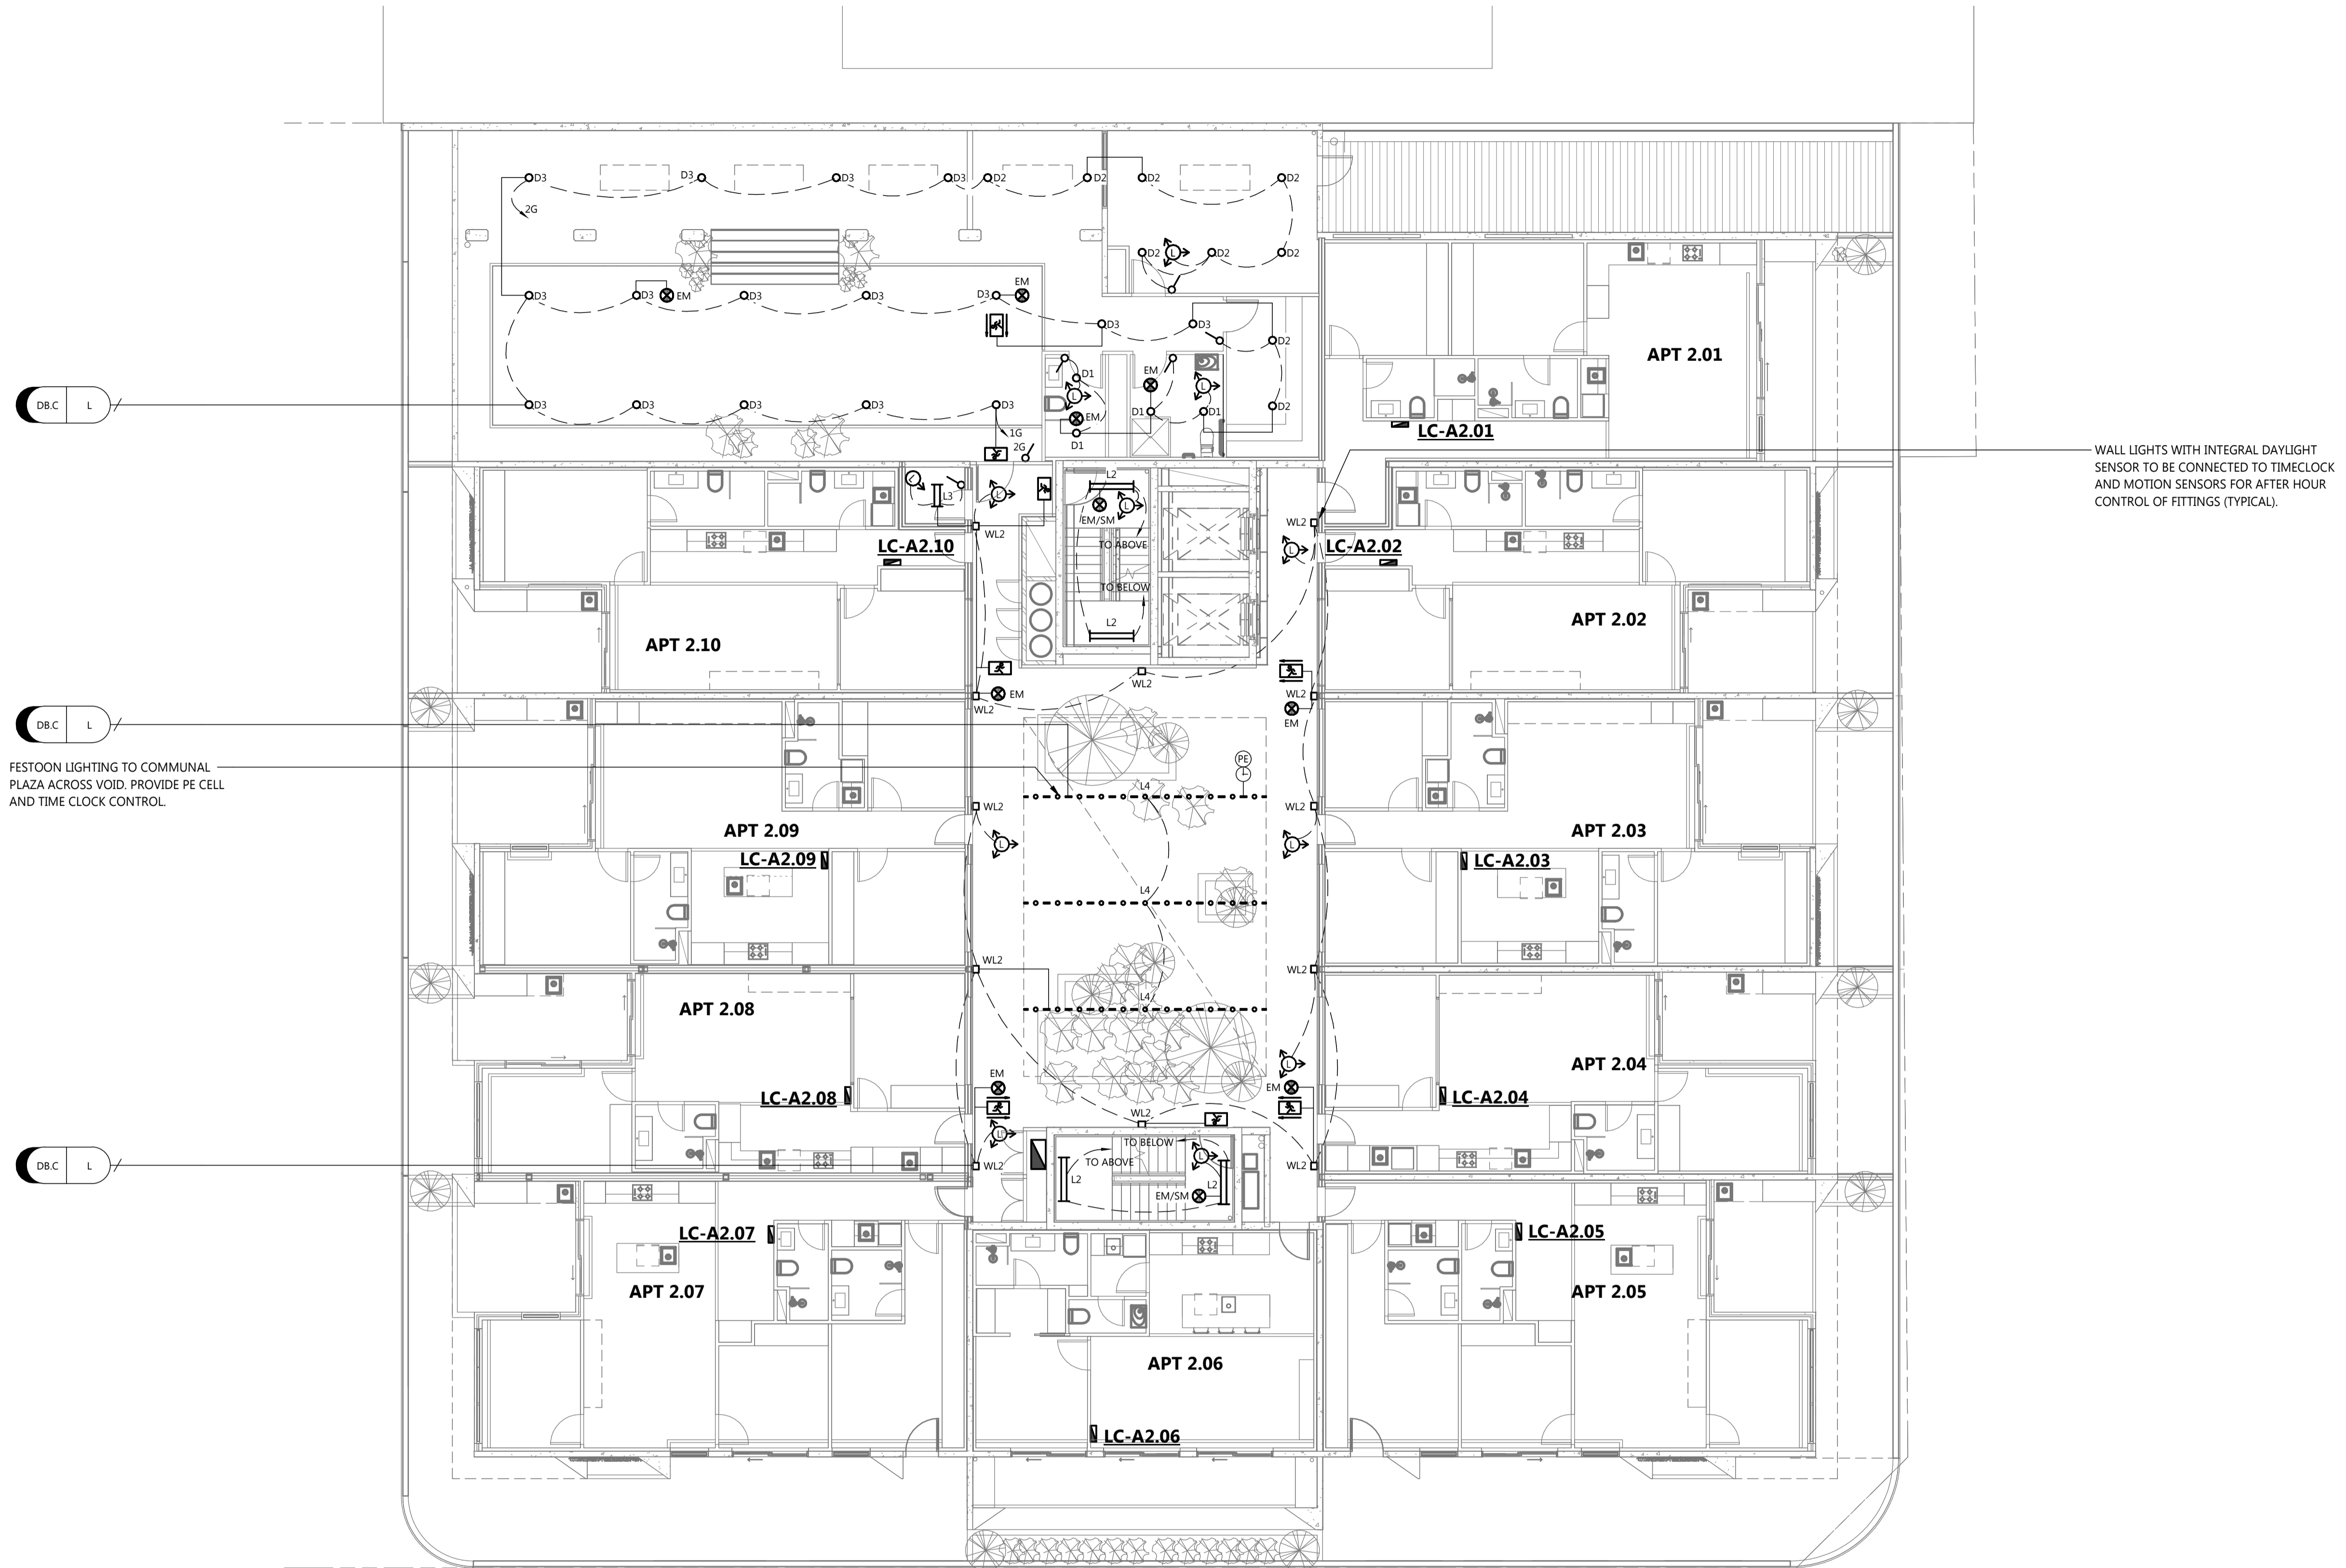 D3
D3
D3
D3
D2
D2
D2
D2
2G
D2
D2
D2
L
D3
D3
EM
D3
D3
D3
EM
D3
D3
D2
APT 2.01
D1
EM
L
L
DB.C
L
D3
D3
D3
D3
D3
D1
D1
D2
EM
D1
1G
2G
LC-A2.01
WALL LIGHTS WITH INTEGRAL DAYLIGHT
SENSOR TO BE CONNECTED TO TIMECLOCK
AND MOTION SENSORS FOR AFTER HOUR
CONTROL OF FITTINGS (TYPICAL).
L2
L
L3
L
L
EM/SM
WL2
WL2
LC-A2.10
TO ABOVE
L
LC-A2.02
TO BELOW
L2
APT 2.10
APT 2.02
WL2
WL2
EM
WL2
EM
DB.C
L
FESTOON LIGHTING TO COMMUNAL
PLAZA ACROSS VOID. PROVIDE PE CELL
AND TIME CLOCK CONTROL.
PE
L4
WL2
WL2
APT 2.09
L
L
APT 2.03
LC-A2.09
LC-A2.03
L4
WL2
WL2
L4
APT 2.08
APT 2.04
L
EM
EM
LC-A2.08
LC-A2.04
WL2
L
TO BELOW
L
TO ABOVE
DB.C
L
WL2
WL2
L2
L2
EM/SM
LC-A2.07
LC-A2.05
APT 2.07
APT 2.05
APT 2.06
LC-A2.06